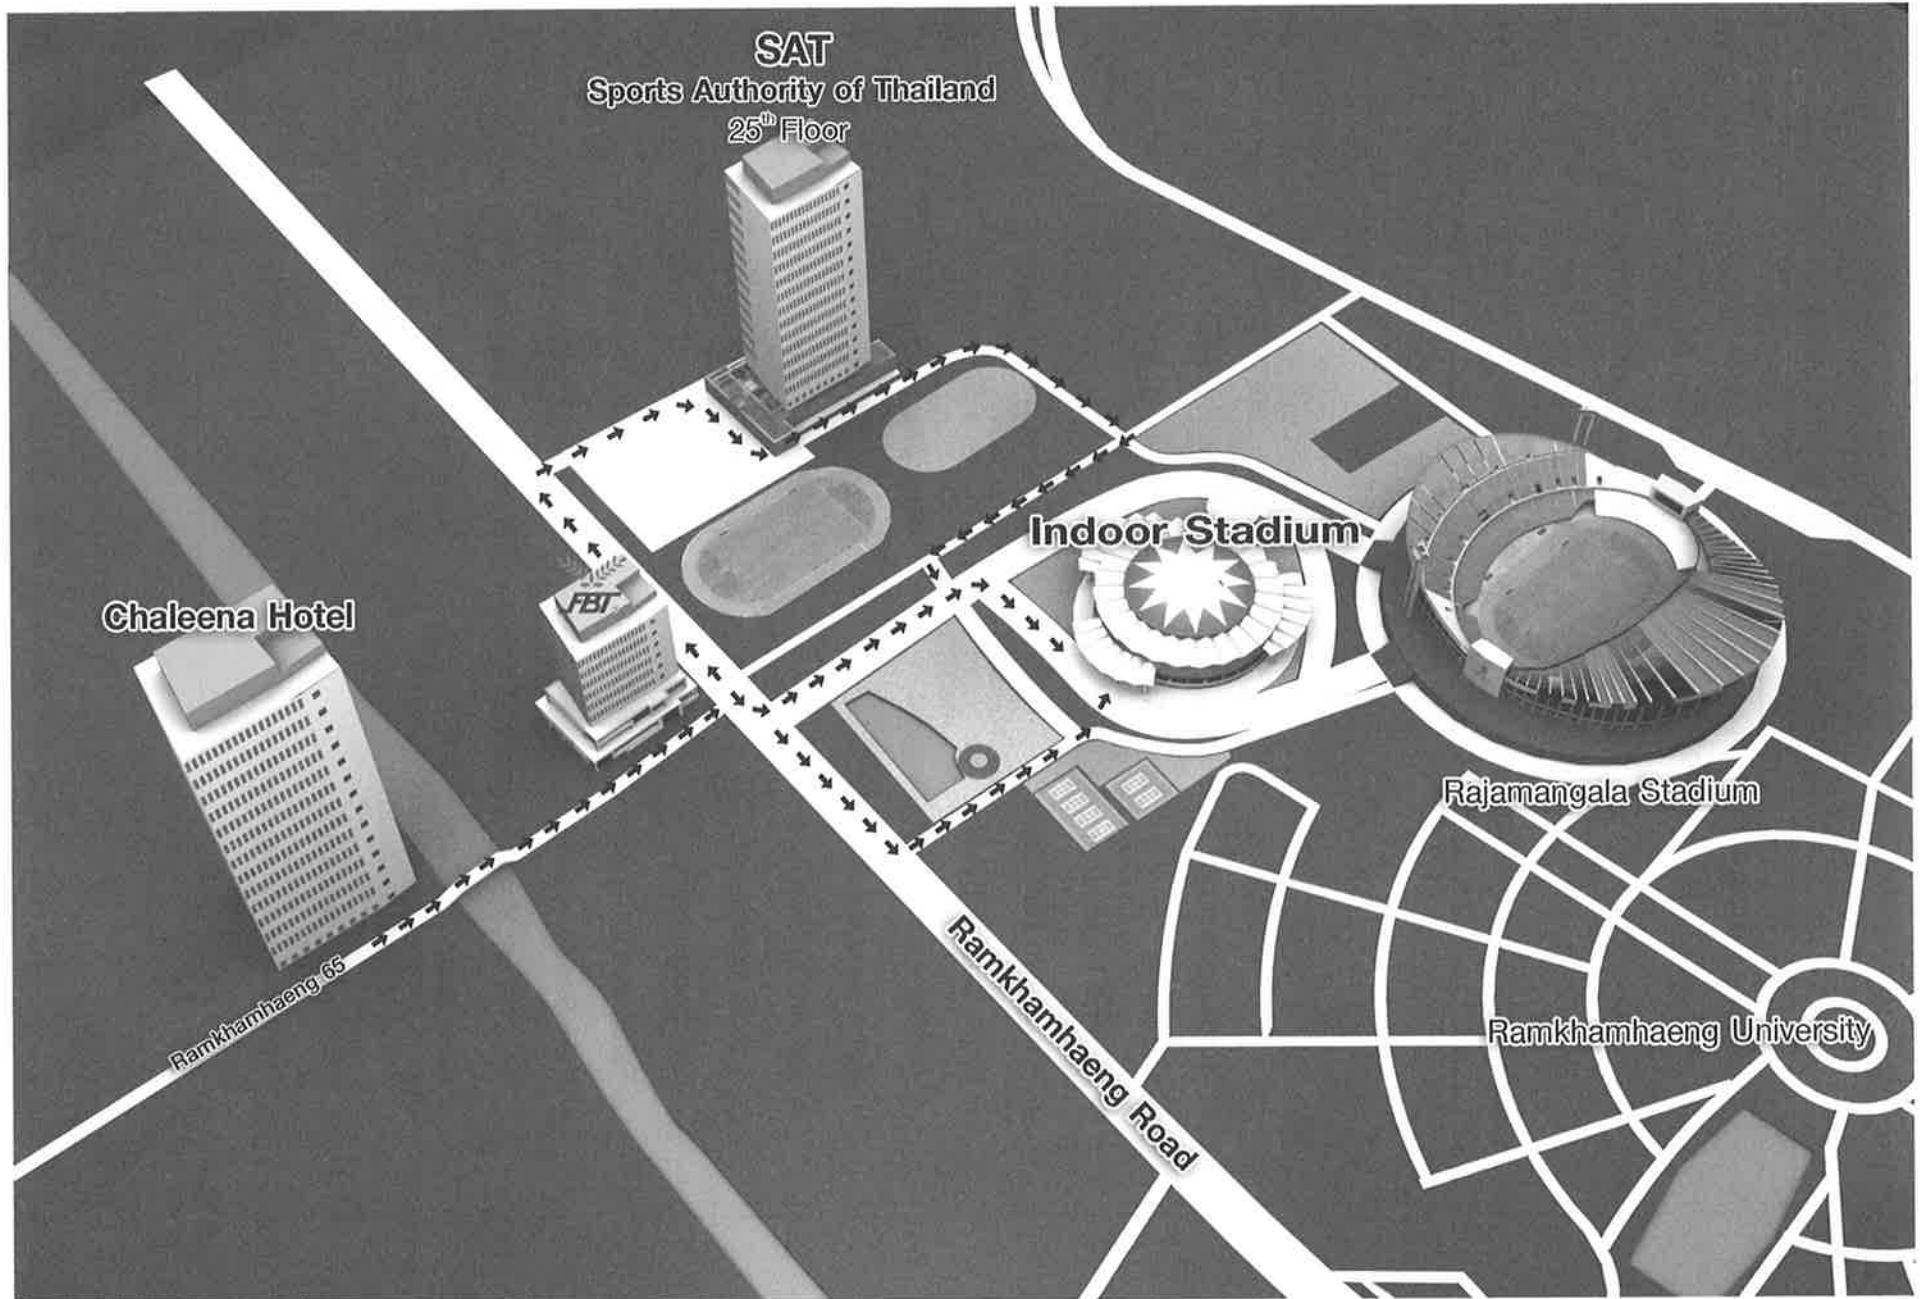 SAT
Sports Authority of Thailand
25th Floor
Indoor Stadium
FBT
Chaleena Hotel
Rajamangala Stadium
Ramkhamhaeng 65
Ramkhamhaeng Road
Ramkhamhaeng University